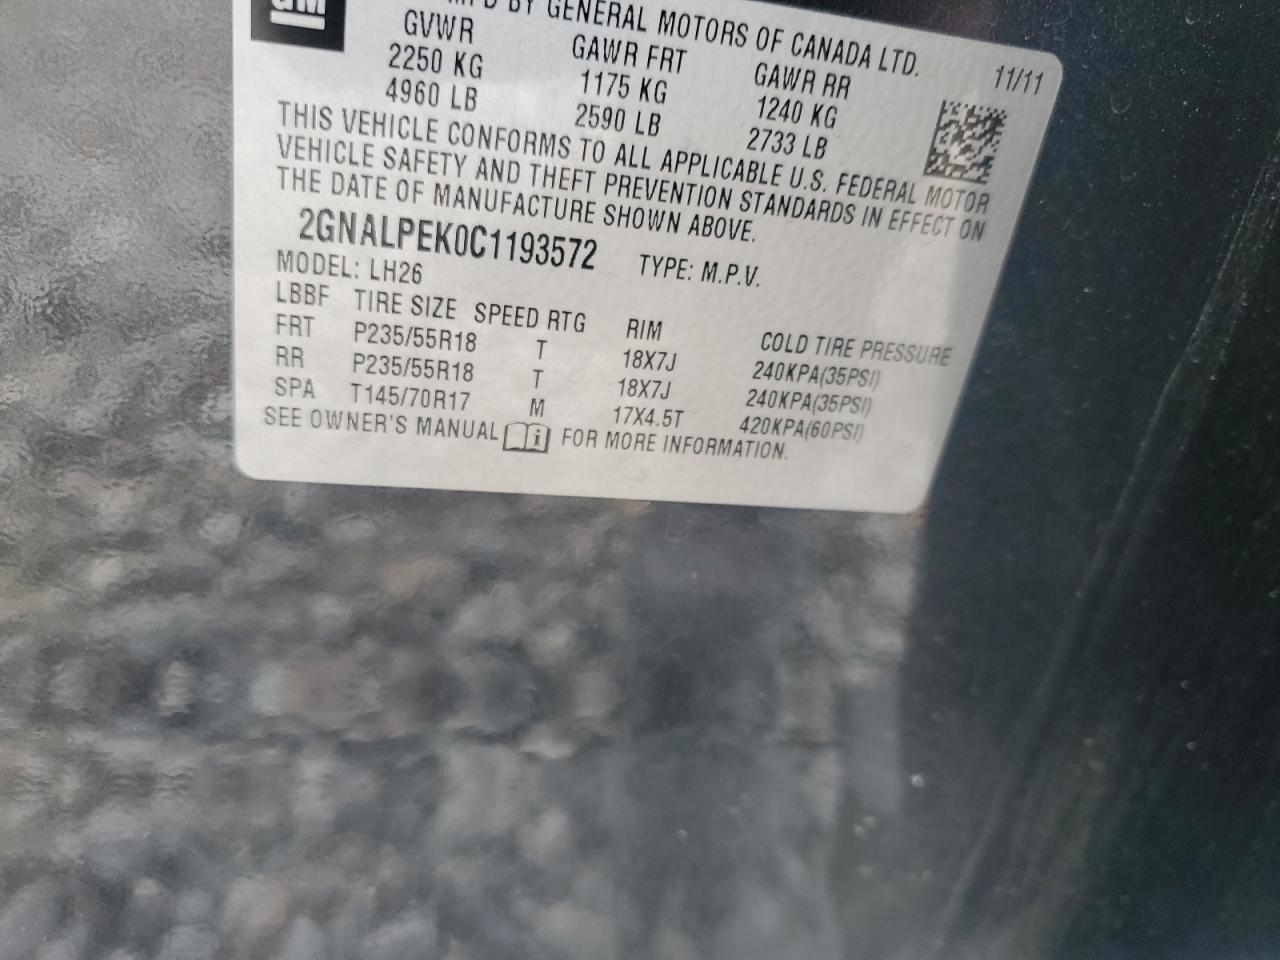 GM
MFD BY GENERAL MOTORS OF CANADA LTD.
11/11
GVWR GAWR FRT GAWR RR
2250 KG 1175 KG 1240 KG
4960 LB 2590 LB 2733 LB
THIS VEHICLE CONFORMS TO ALL APPLICABLE U.S. FEDERAL MOTOR
VEHICLE SAFETY AND THEFT PREVENTION STANDARDS IN EFFECT ON
THE DATE OF MANUFACTURE SHOWN ABOVE.
2GNALPEK0C1193572 TYPE: M.P.V.
MODEL: LH26
LBBF TIRE SIZE SPEED RTG RIM COLD TIRE PRESSURE
FRT P235/55R18 T 18X7J 240KPA(35PSI)
RR P235/55R18 T 18X7J 240KPA(35PSI)
SPA T145/70R17 M 17X4.5T 420KPA(60PSI)
SEE OWNER'S MANUAL i FOR MORE INFORMATION.